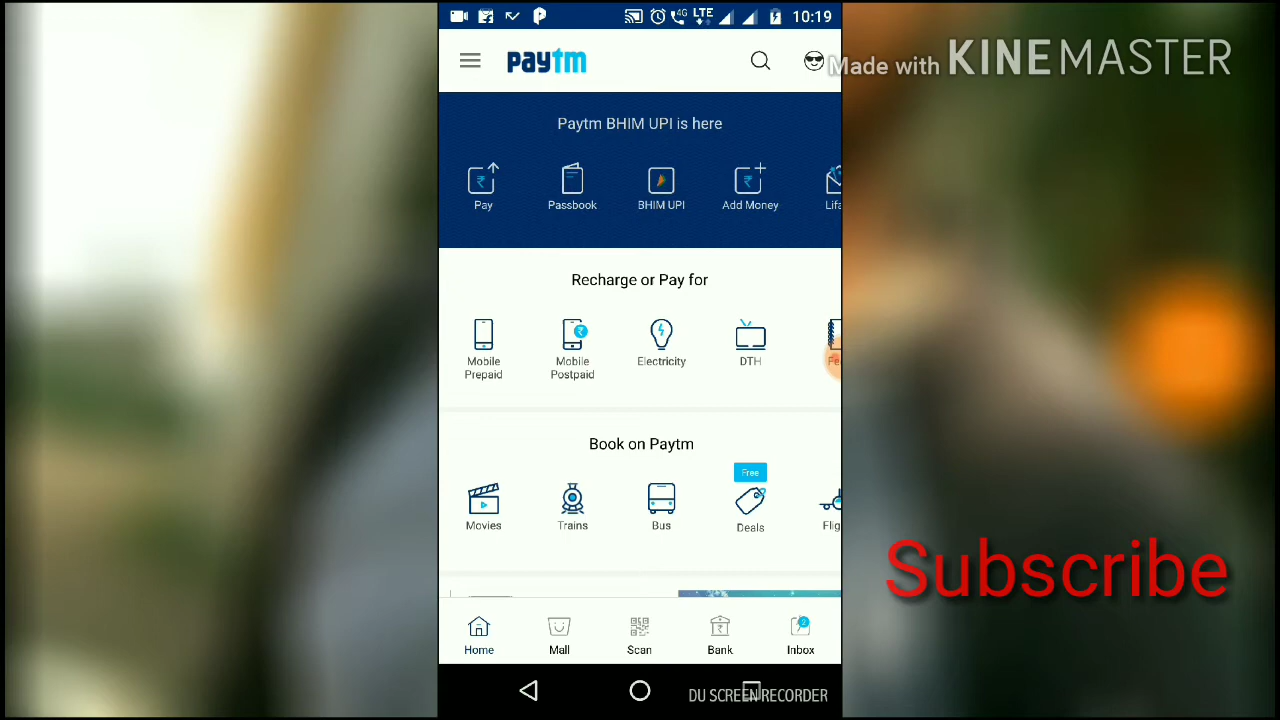 4G LTE 10:19
paytm
Made with KINEMASTER
Paytm BHIM UPI is here
Pay Passbook BHIM UPI Add Money
Recharge or Pay for
Mobile Prepaid
Mobile Postpaid
Electricity
DTH
Book on Paytm
Free
Movies Trains Bus Deals
Subscribe
Home Mall Scan Bank Inbox
DU SCREEN RECORDER